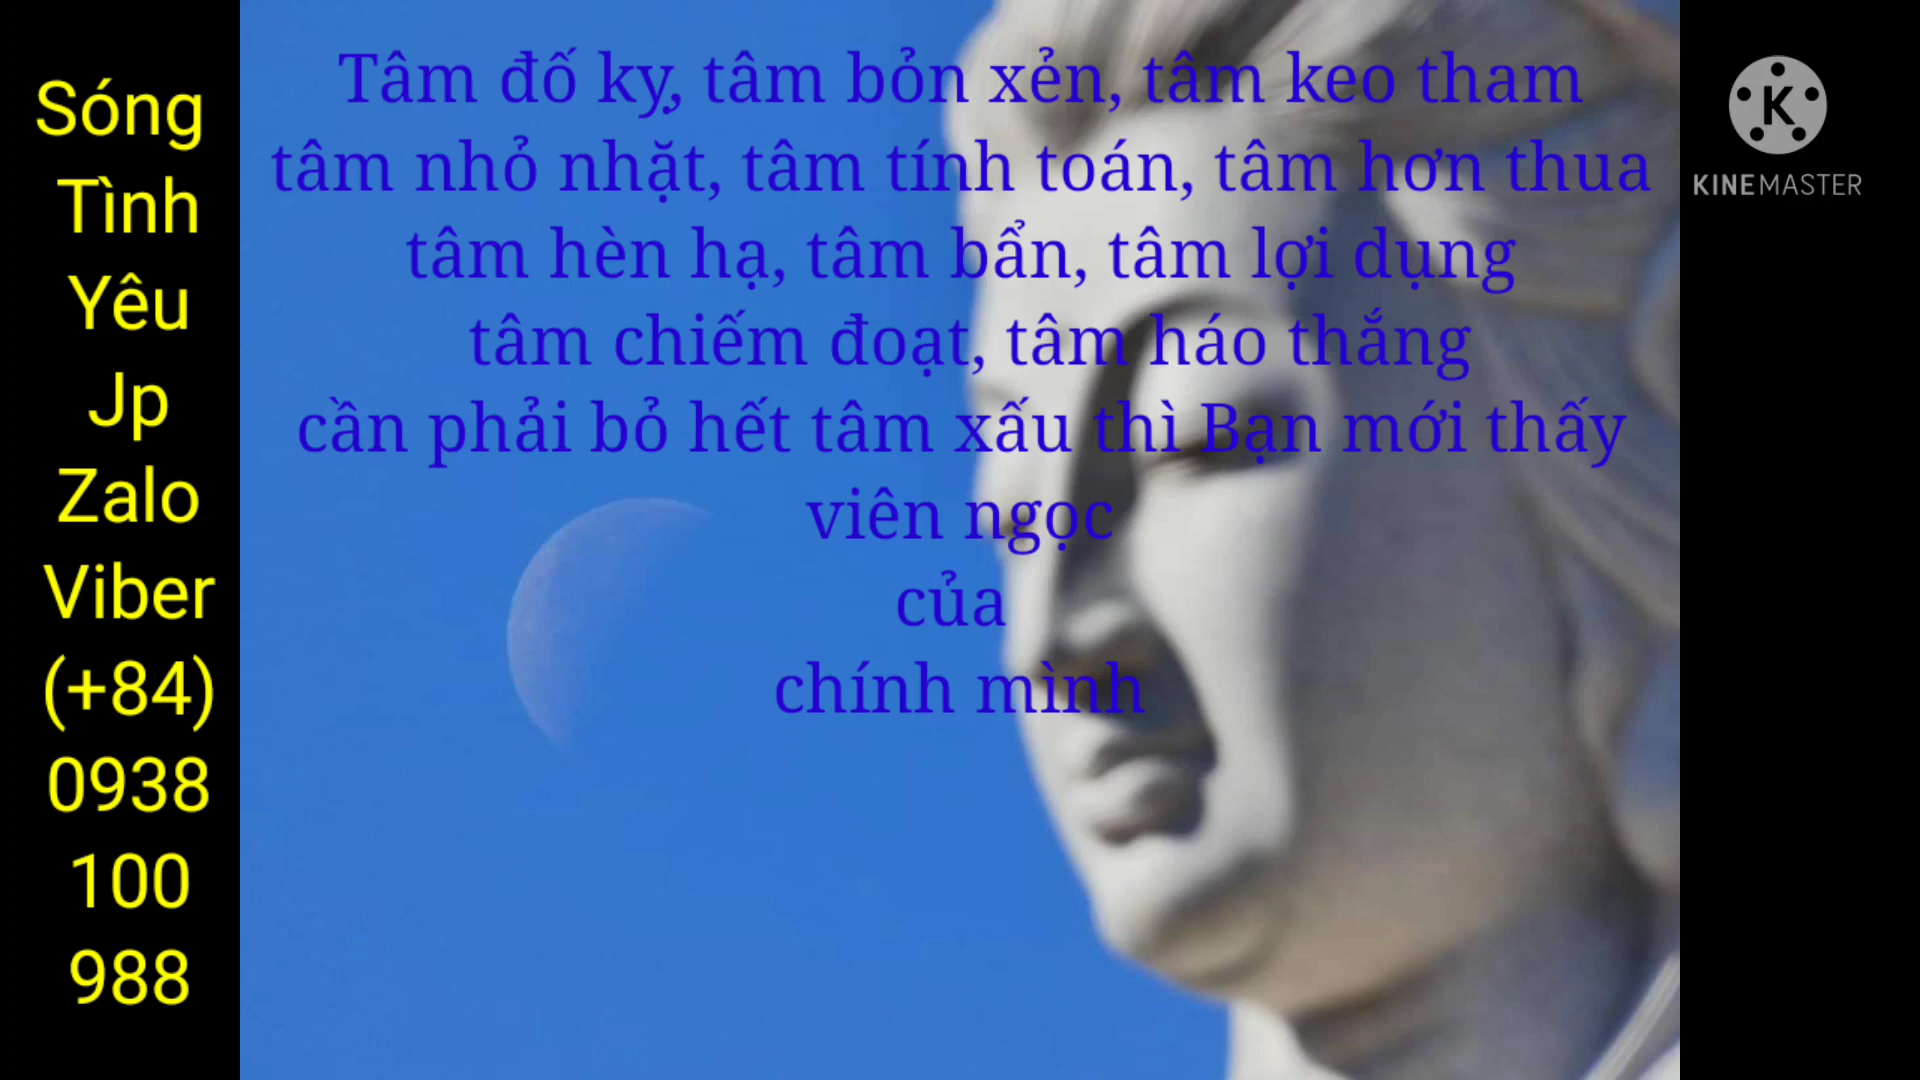 Sóng
Tình
Yêu
Jp
Zalo
Viber
(+84)
0938
100
988
Tâm đố kỵ, tâm bỏn xẻn, tâm keo tham
tâm nhỏ nhặt, tâm tính toán, tâm hơn thua
tâm hèn hạ, tâm bẩn, tâm lợi dụng
tâm chiếm đoạt, tâm háo thắng
cần phải bỏ hết tâm xấu thì Bạn mới thấy
viên ngọc
của
chính mình
K
KINEMASTER